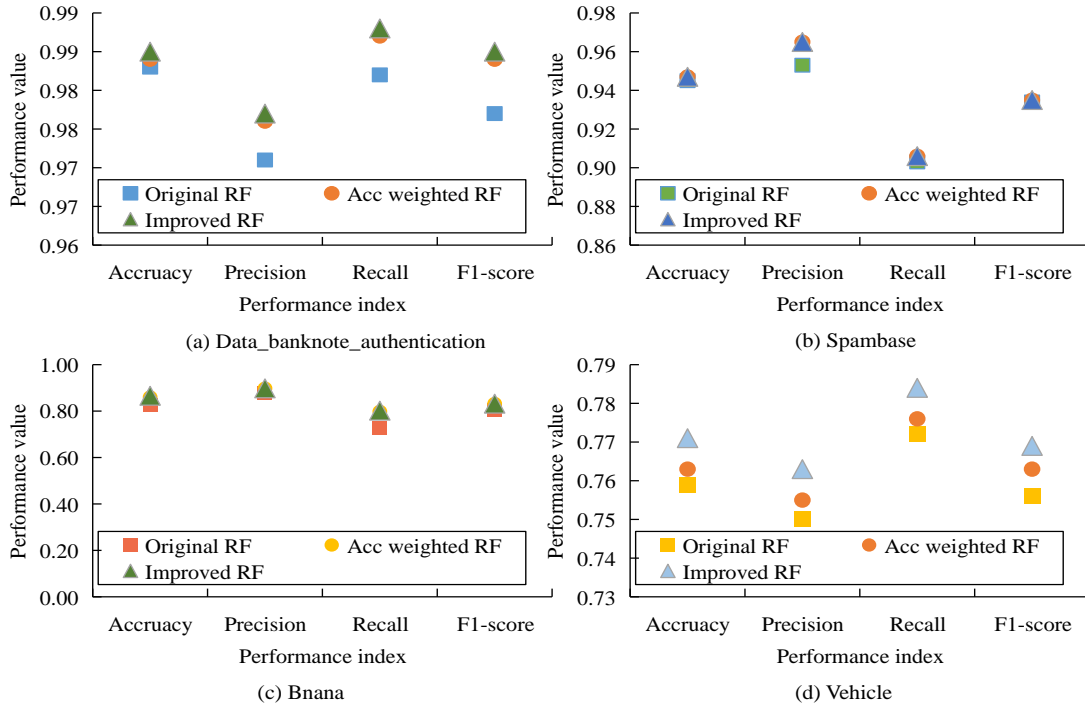 0.99
0.99
0.98
0.98
0.97
0.97
0.96
Performance value
Original RF
Acc weighted RF
Improved RF
Accruacy
Precision
Recall
F1-score
Performance index
(a) Data_banknote_authentication
0.98
0.96
0.94
0.92
0.90
0.88
0.86
Performance value
Original RF
Acc weighted RF
Improved RF
Accruacy
Precision
Recall
F1-score
Performance index
(b) Spambase
1.00
0.80
0.60
0.40
0.20
0.00
Performance value
Original RF
Acc weighted RF
Improved RF
Accruacy
Precision
Recall
F1-score
Performance index
(c) Bnana
0.79
0.78
0.77
0.76
0.75
0.74
0.73
Performance value
Original RF
Acc weighted RF
Improved RF
Accruacy
Precision
Recall
F1-score
Performance index
(d) Vehicle